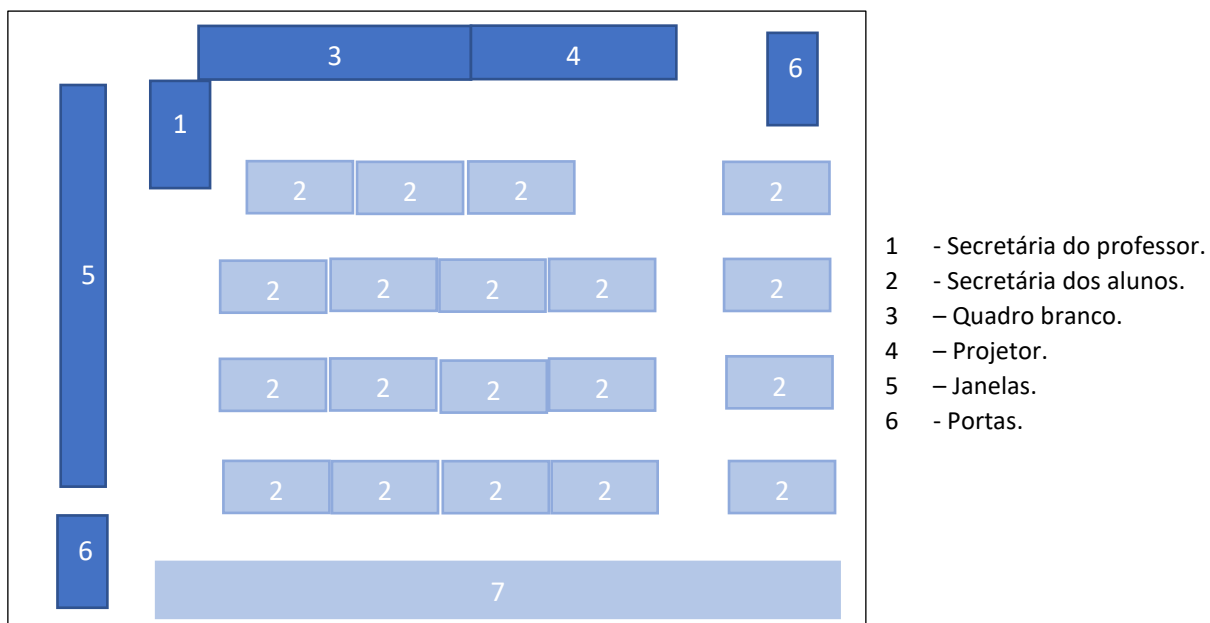 3 4 6
1
2 2 2 2
5 2 2 2 2 2
2 2 2 2 2
2 2 2 2 2
6
7
1 - Secretária do professor.
2 - Secretária dos alunos.
3 – Quadro branco.
4 – Projetor.
5 – Janelas.
6 - Portas.